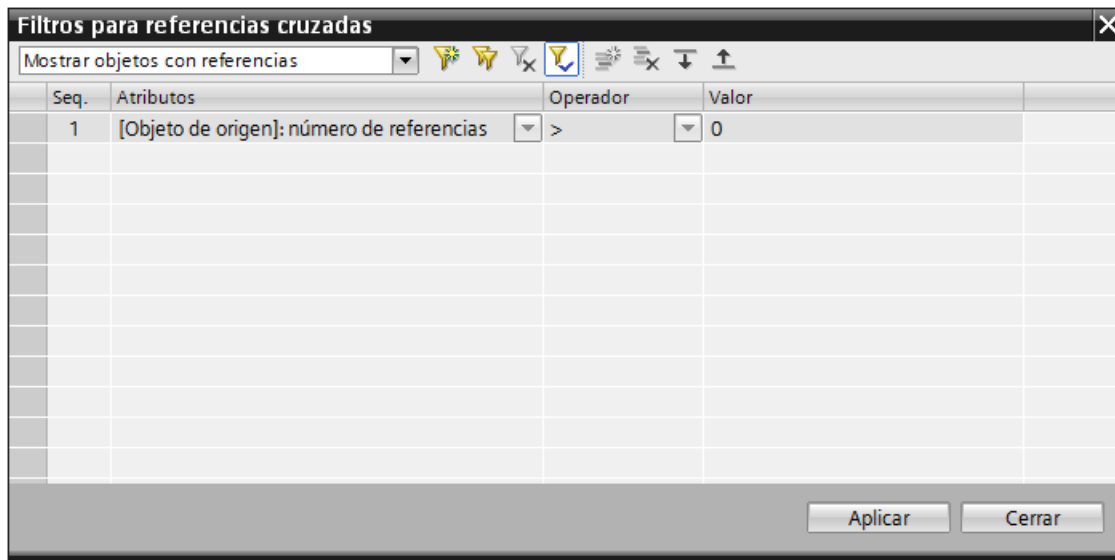 Filtros para referencias cruzadas
Mostrar objetos con referencias
Seq. Atributos Operador Valor
1 [Objeto de origen]: número de referencias > 0
Aplicar Cerrar